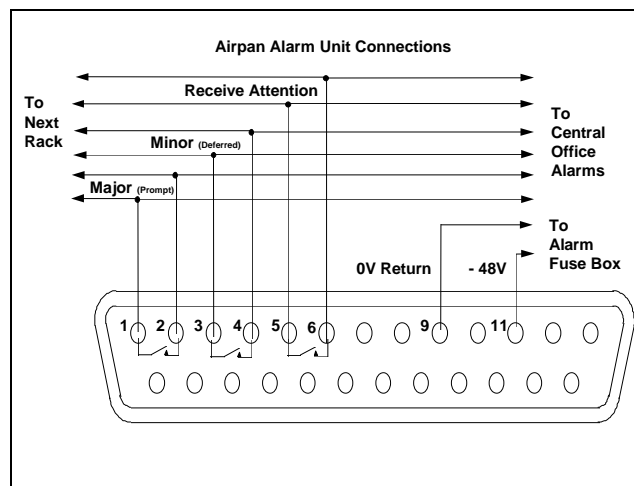 Airpan Alarm Unit Connections
Receive Attention
To
Next
Rack
To
Central
Office
Alarms
Minor (Deferred)
Major (Prompt)
To
Alarm
Fuse Box
0V Return
- 48V
1 2 3 4 5 6 9 11